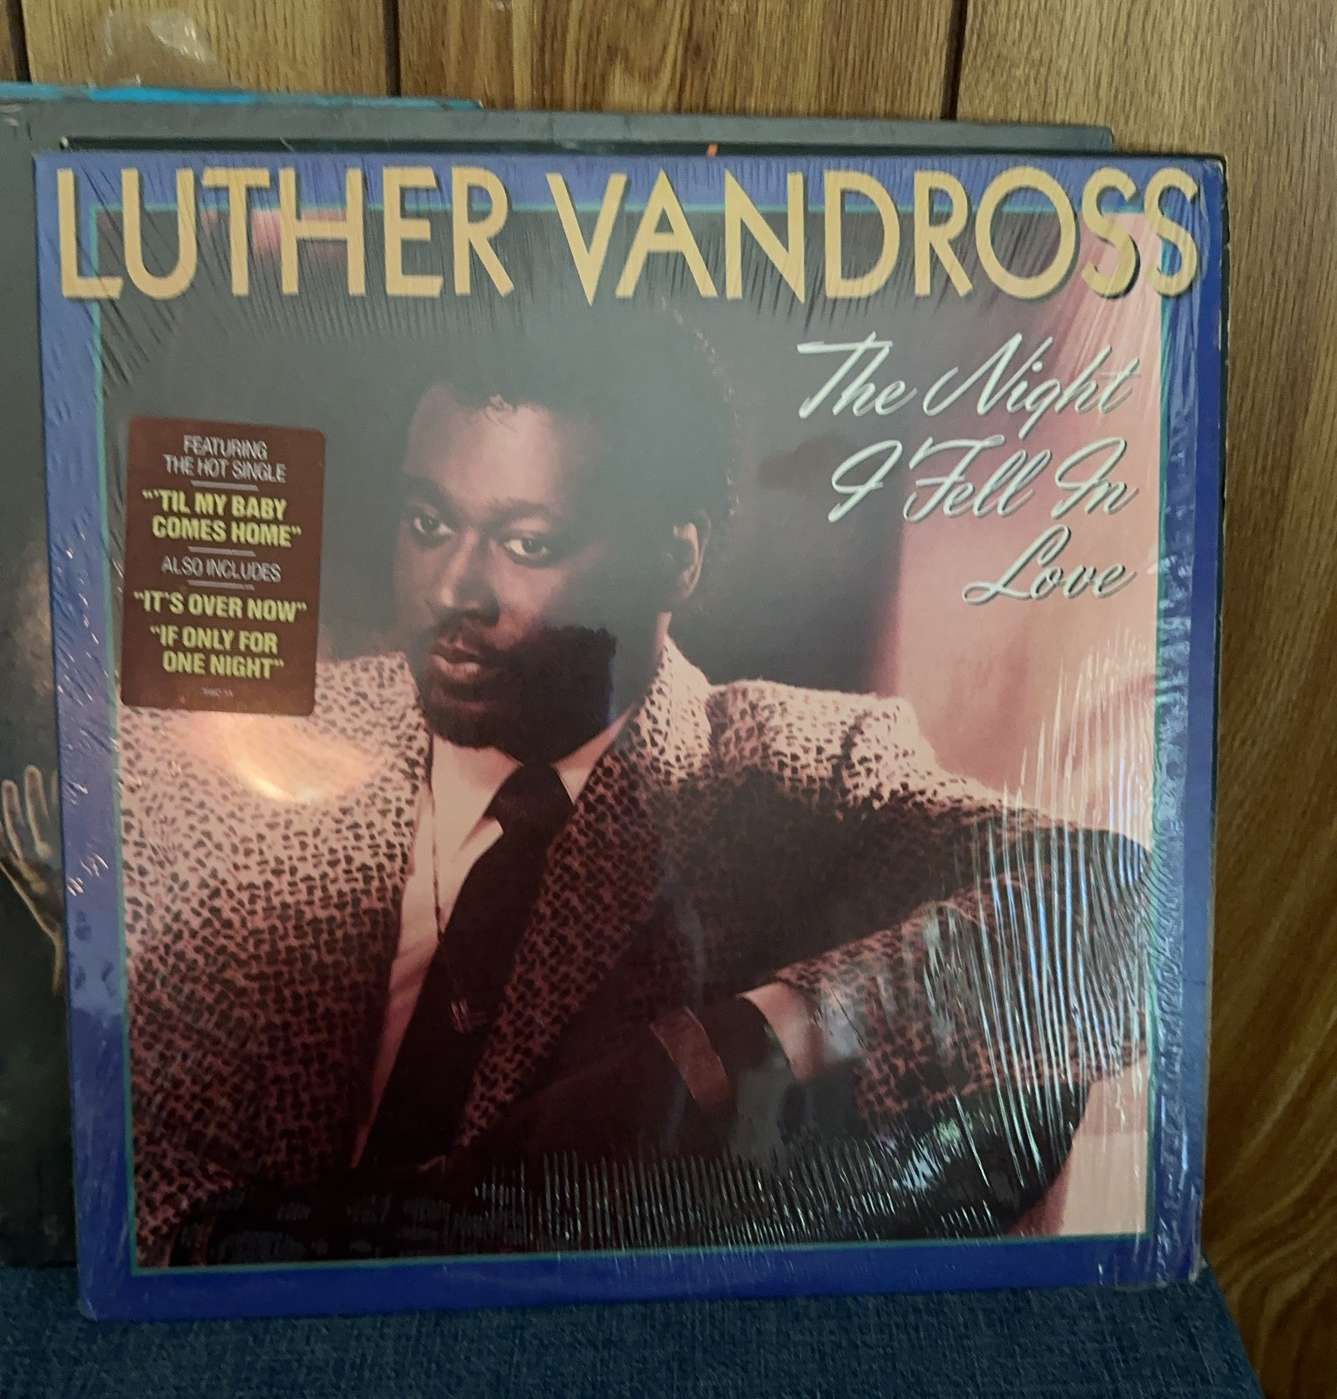 LUTHER VANDROSS
The Night
I Fell In
Love
FEATURING
THE HOT SINGLE
"'TIL MY BABY
COMES HOME"
ALSO INCLUDES
"IT'S OVER NOW"
"IF ONLY FOR
ONE NIGHT"